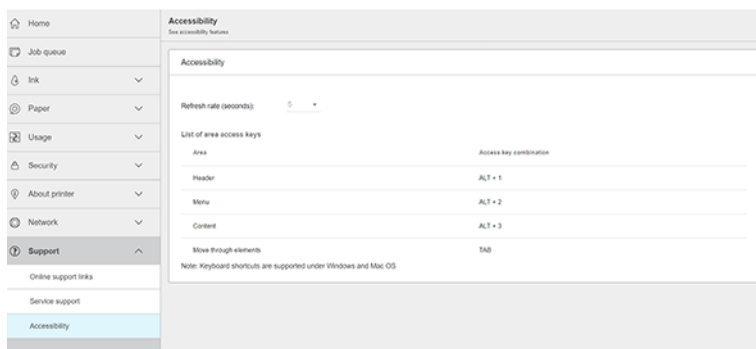 Home
Job queue
Ink
Paper
Usage
Security
About printer
Network
Support
Online support links
Service support
Accessibility
Accessibility
See accessibility features
Accessibility
Refresh rate (seconds): 5
List of area access keys
Area Access key combination
Header ALT + 1
Menu ALT + 2
Content ALT + 3
Move through elements TAB
Note: Keyboard shortcuts are supported under Windows and Mac OS